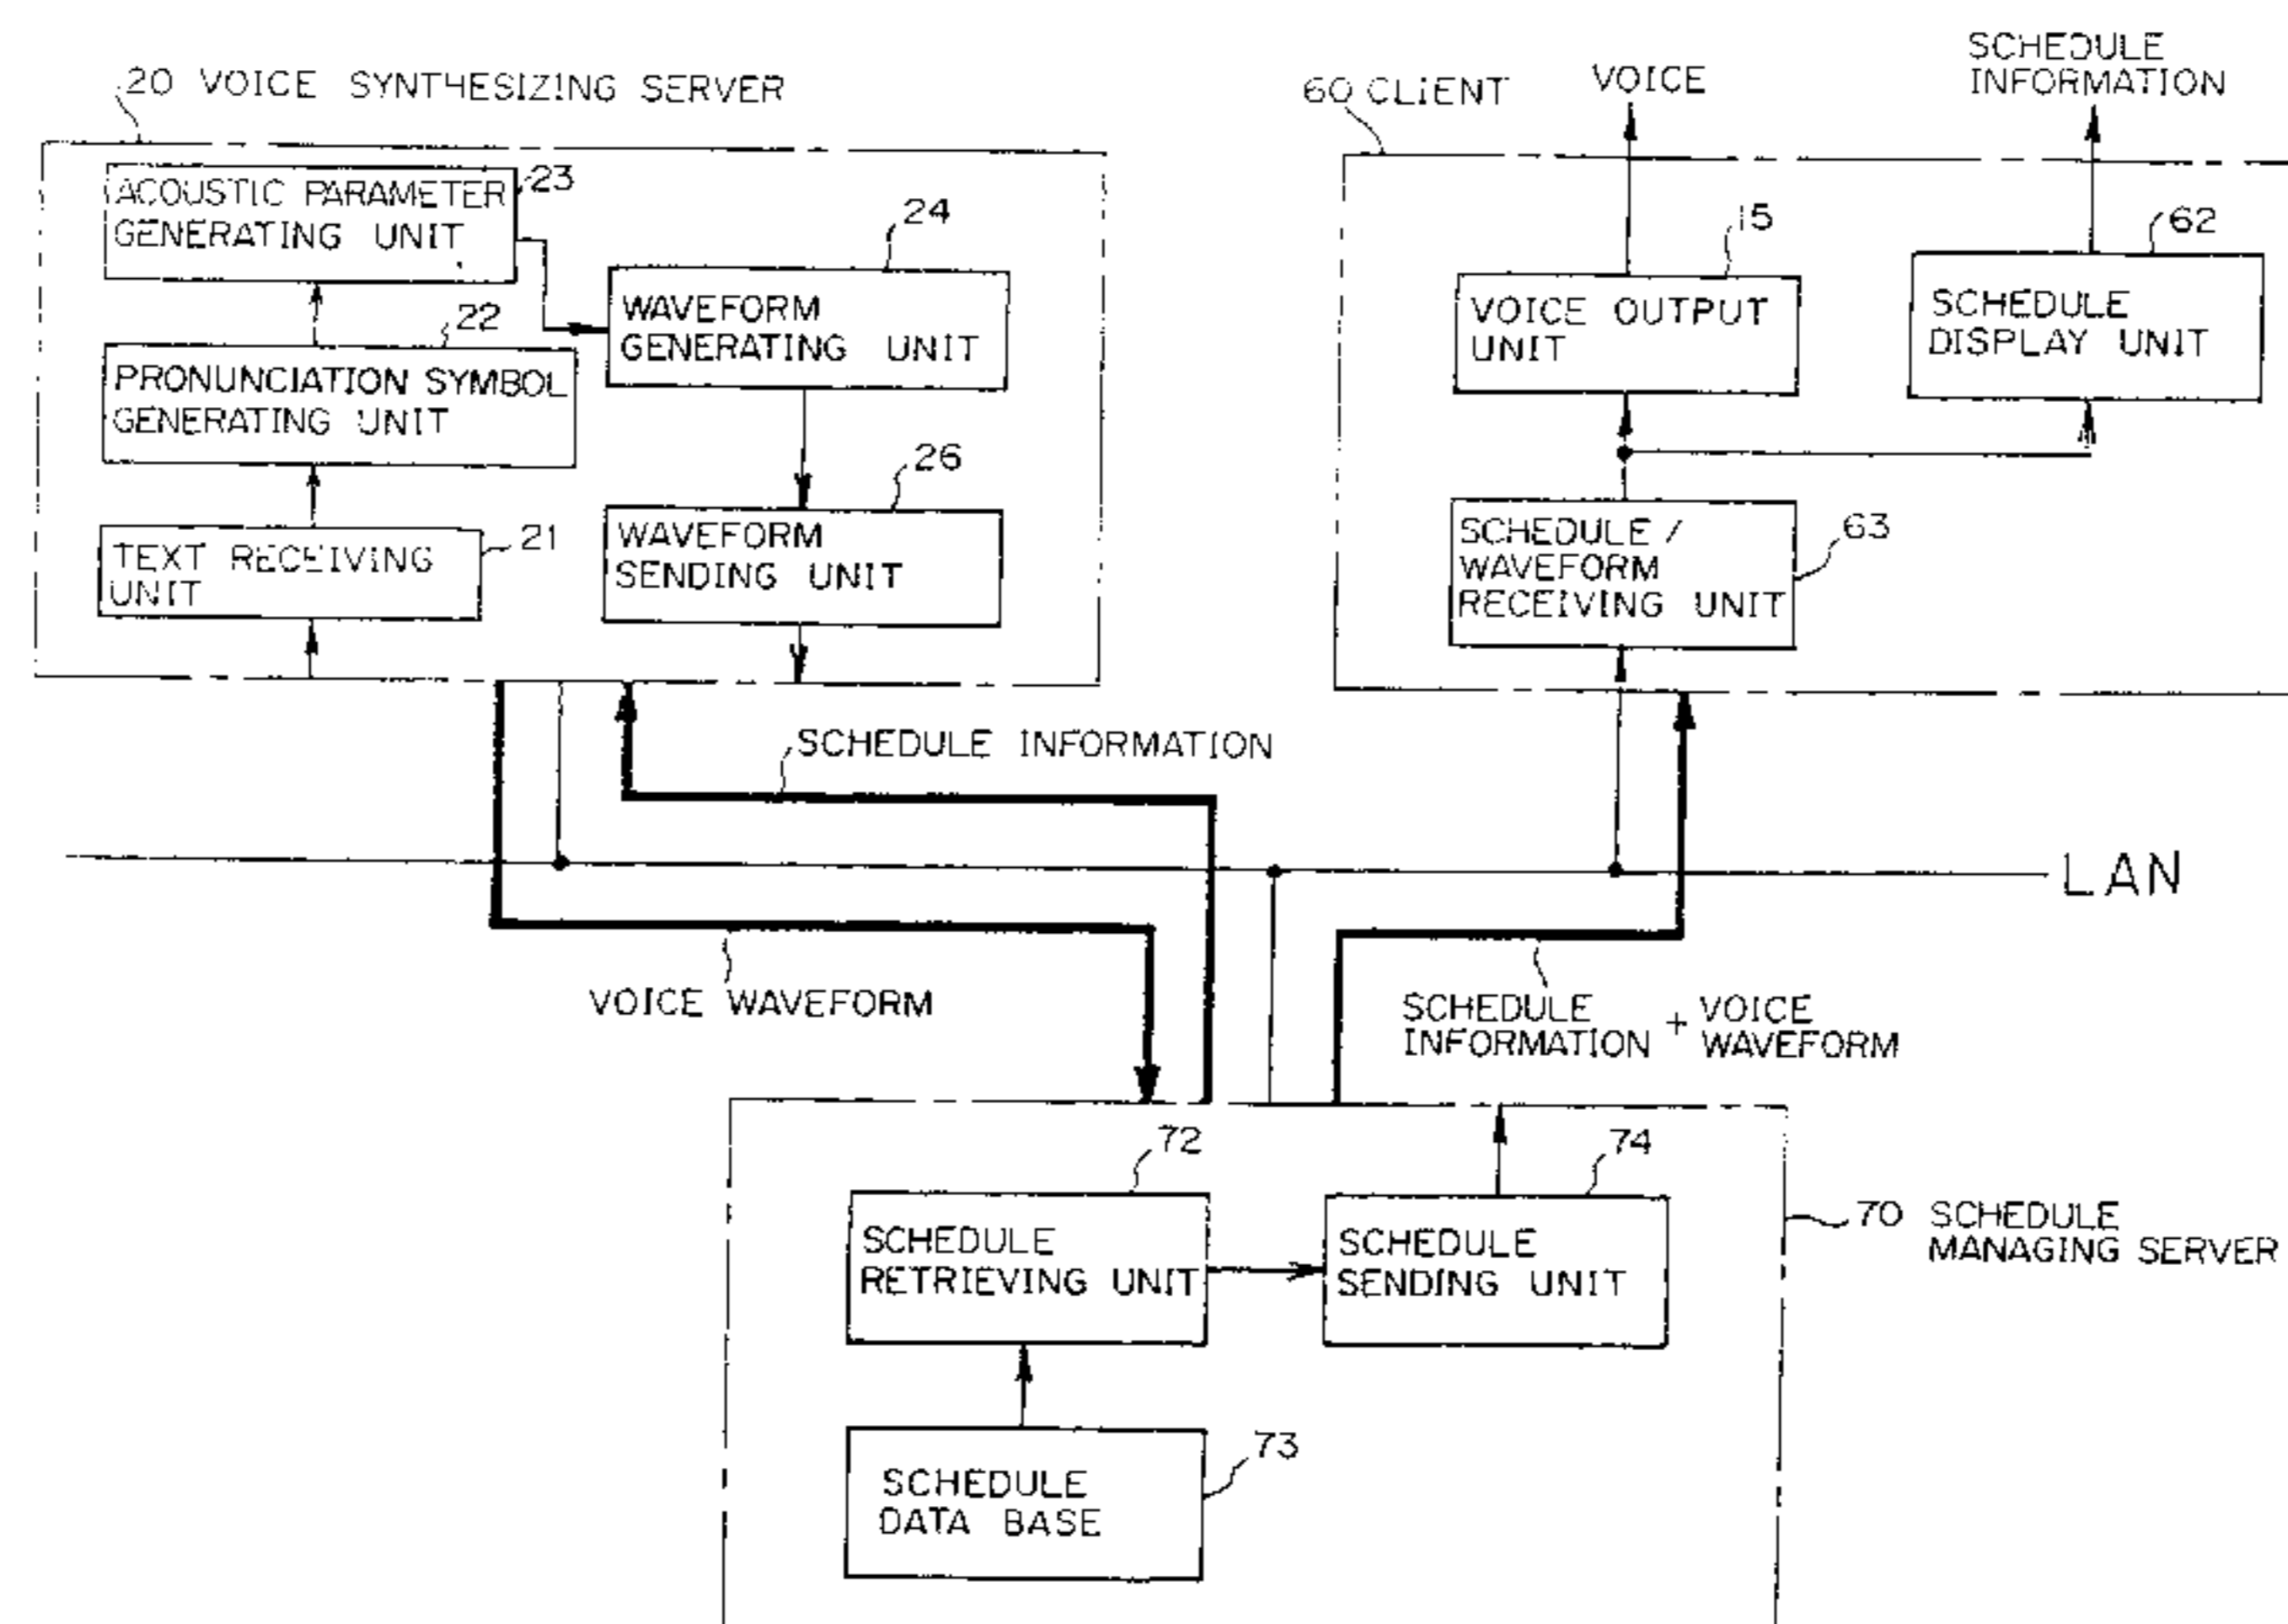 20 VOICE SYNTHESIZING SERVER
ACOUSTIC PARAMETER
GENERATING UNIT
23
PRONUNCIATION SYMBOL
GENERATING UNIT
22
TEXT RECEIVING
UNIT
21
WAVEFORM
GENERATING UNIT
24
WAVEFORM
SENDING UNIT
26
60 CLIENT
VOICE
SCHEDULE
INFORMATION
VOICE OUTPUT
UNIT
15
SCHEDULE
DISPLAY UNIT
62
SCHEDULE /
WAVEFORM
RECEIVING UNIT
63
SCHEDULE INFORMATION
LAN
VOICE WAVEFORM
SCHEDULE
INFORMATION + VOICE
WAVEFORM
72
SCHEDULE
RETRIEVING UNIT
74
SCHEDULE
SENDING UNIT
70 SCHEDULE
MANAGING SERVER
73
SCHEDULE
DATA BASE